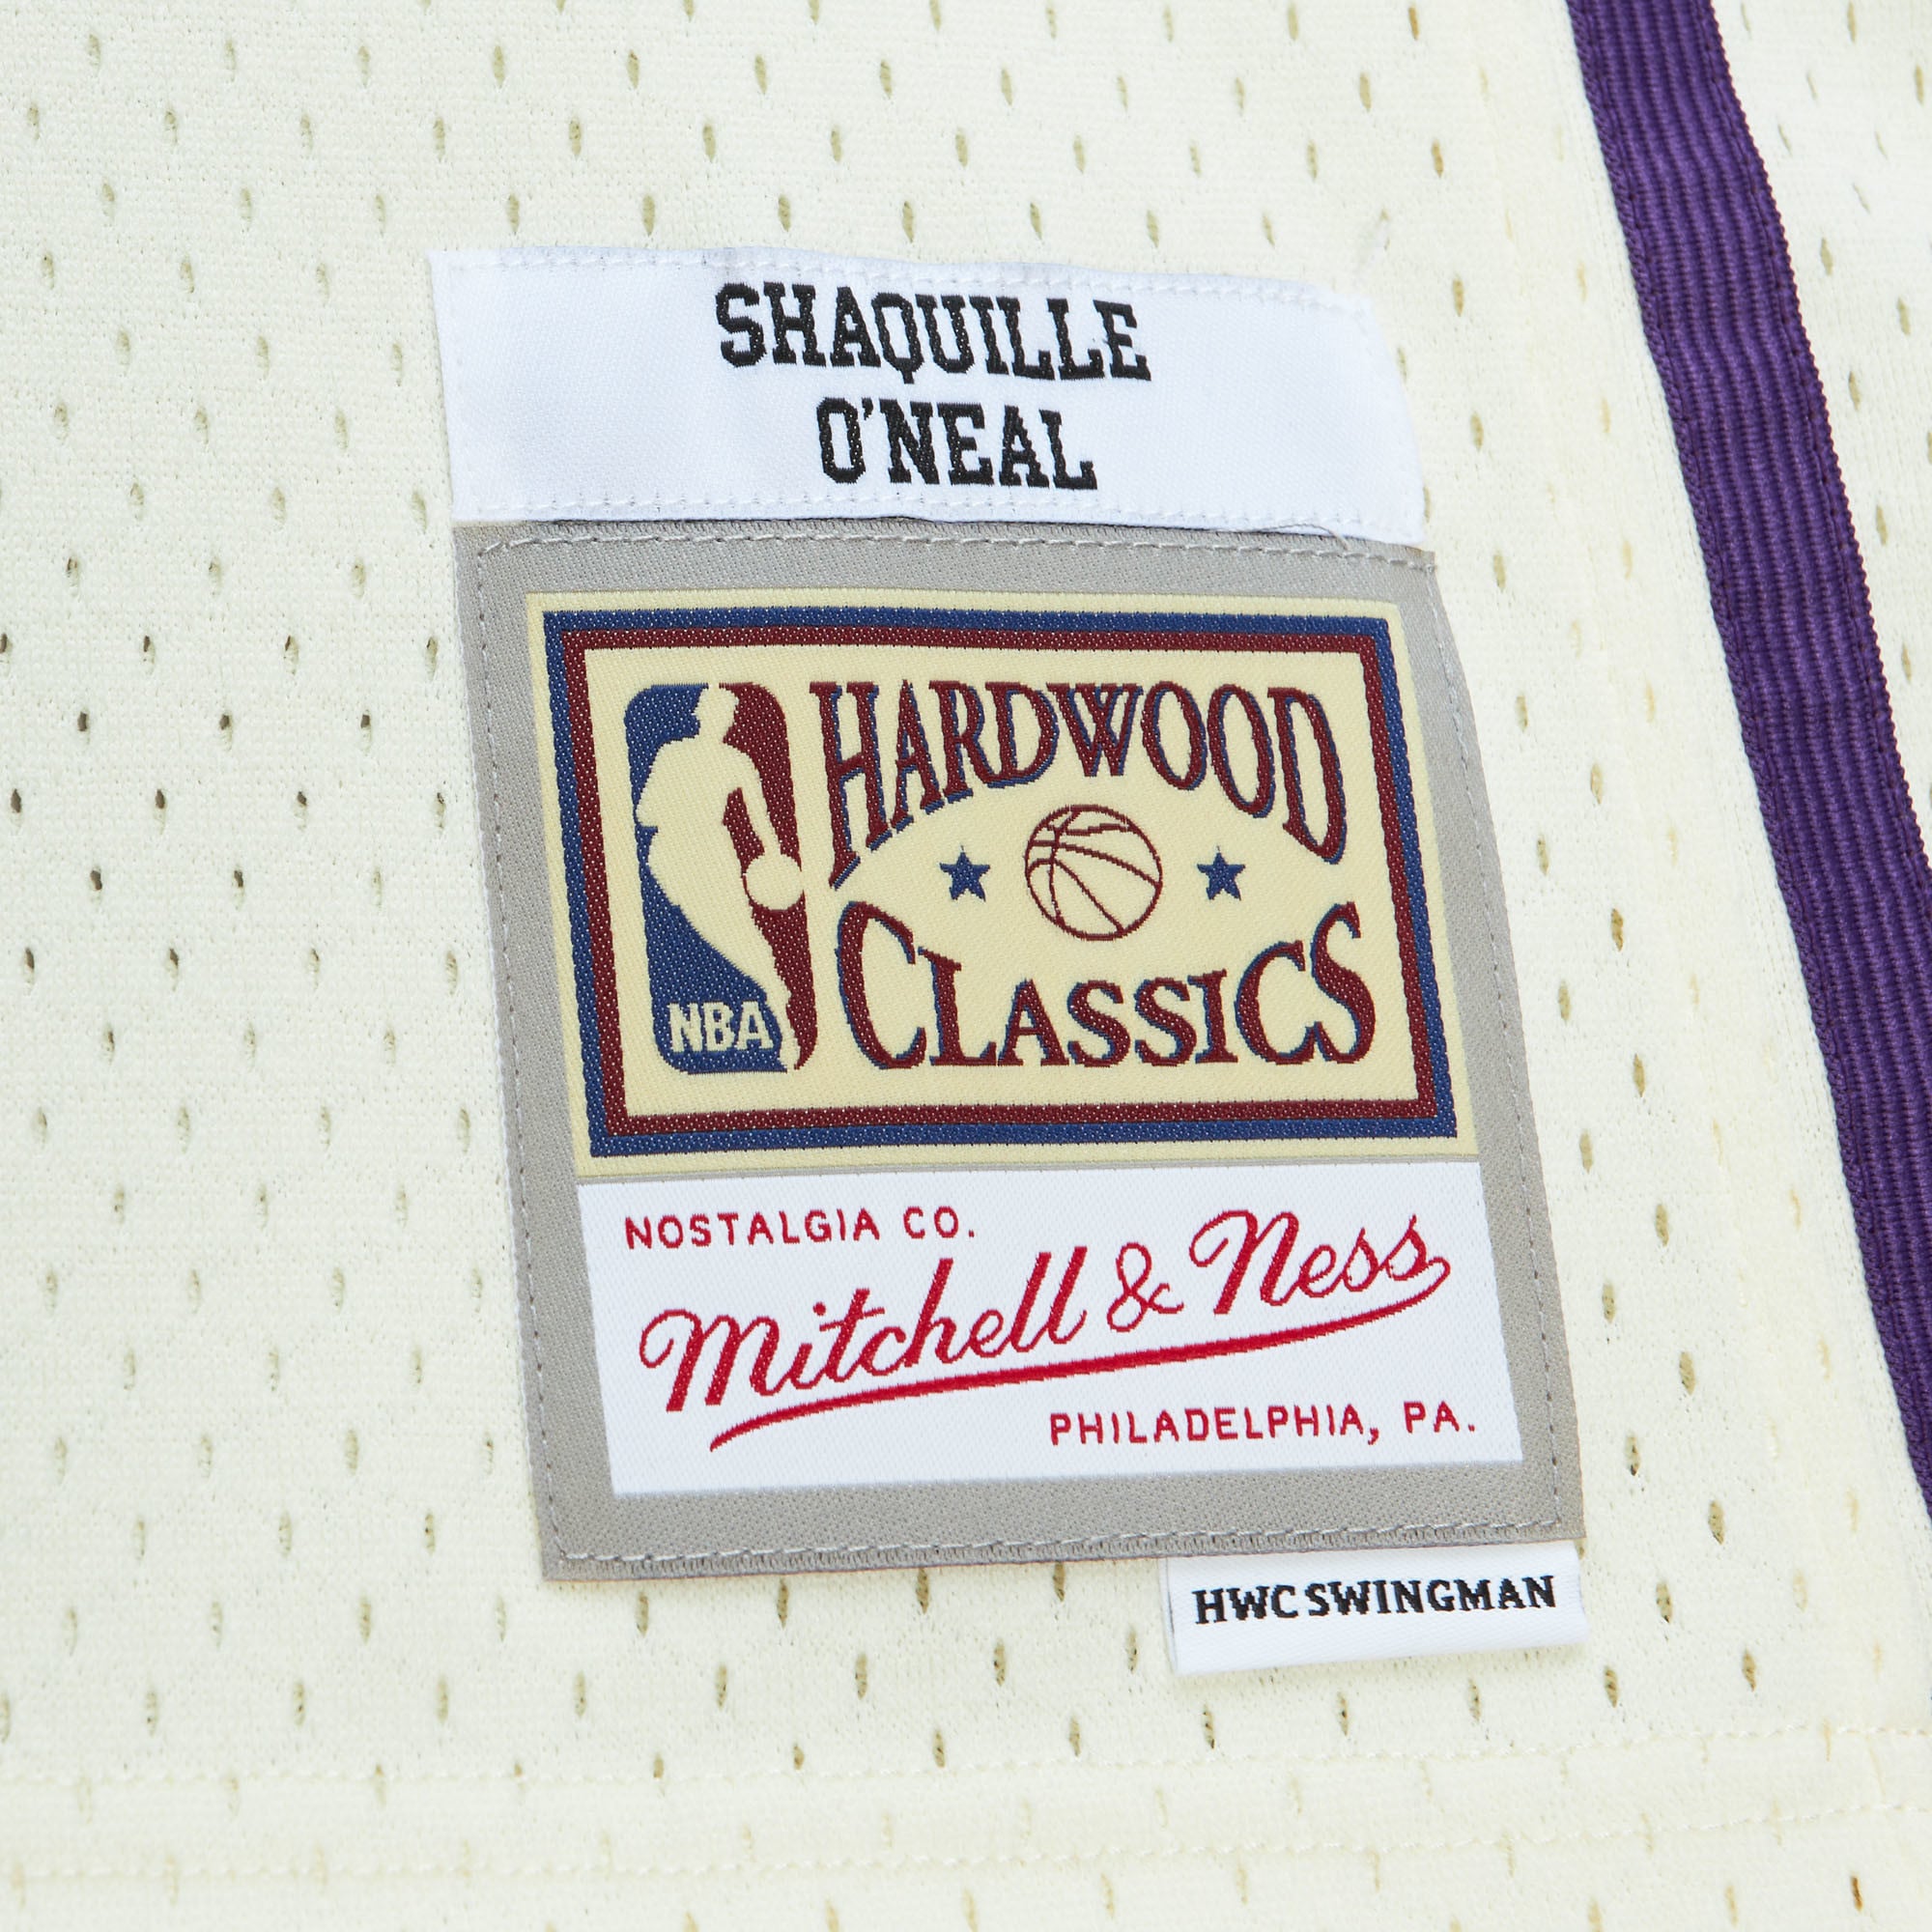 SHAQUILLE
O'NEAL
HARDWOOD
CLASSICS
NBA
NOSTALGIA CO.
Mitchell & Ness
PHILADELPHIA, PA.
HWC SWINGMAN